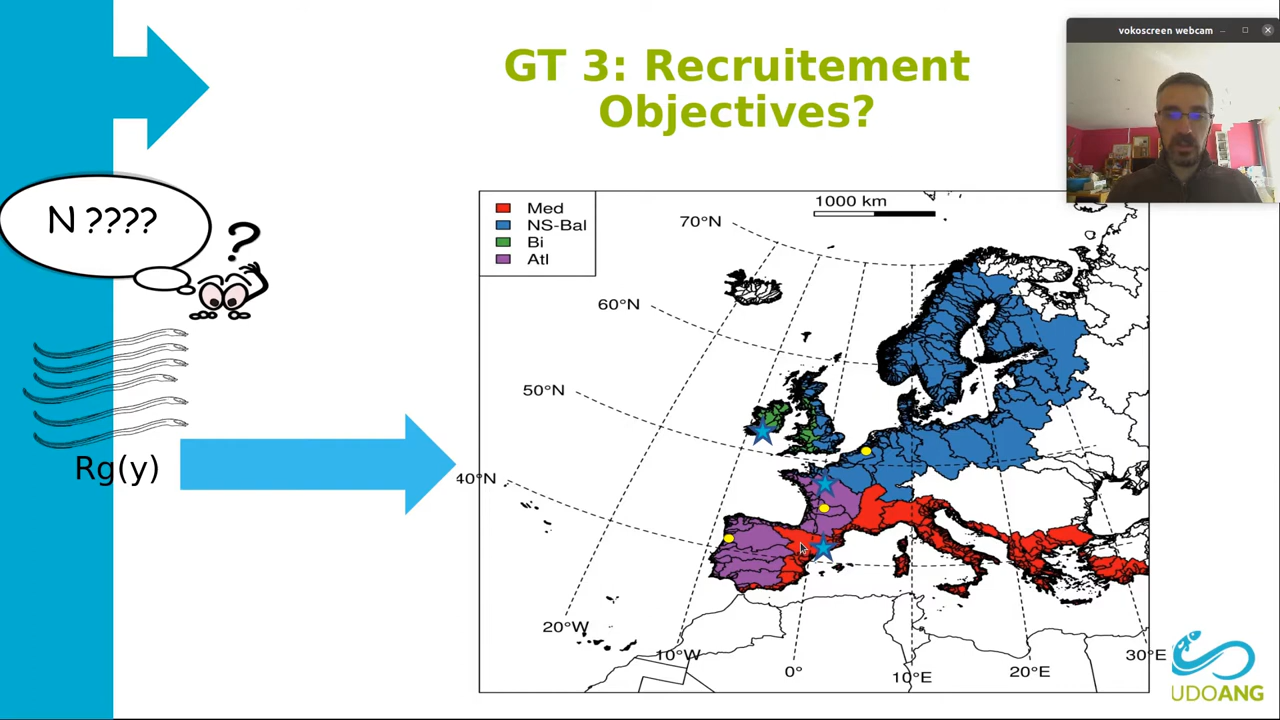 vokoscreen webcam
GT 3: Recruitement
Objectives?
N ????
Rg(y)
Med
NS-Bal
Bi
Atl
1000 km
70°N
60°N
50°N
40°N
20°W
10°W
0°
10°E
20°E
30°E
UDOANG